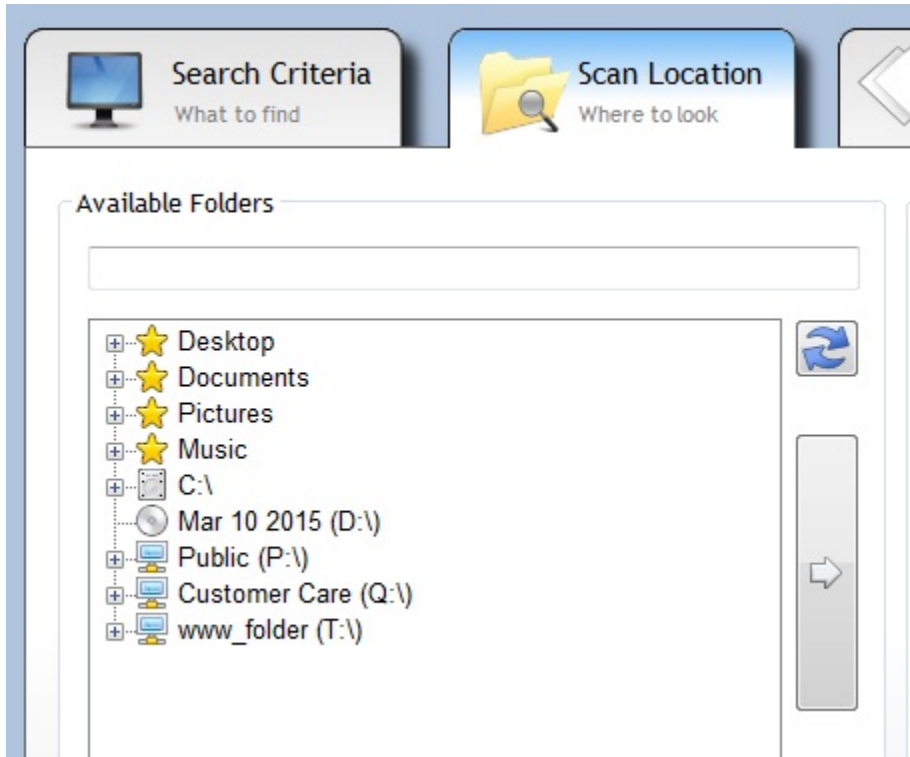 Search Criteria
What to find
Scan Location
Where to look
Available Folders
Desktop
Documents
Pictures
Music
C:\
Mar 10 2015 (D:\)
Public (P:\)
Customer Care (Q:\)
www_folder (T:\)